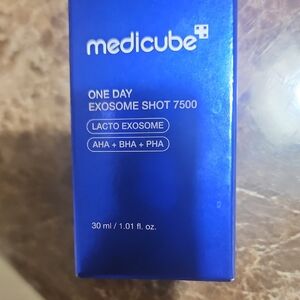 medicube
ONE DAY
EXOSOME SHOT 7500
LACTO EXOSOME
AHA + BHA + PHA
30 ml / 1.01 fl. oz.